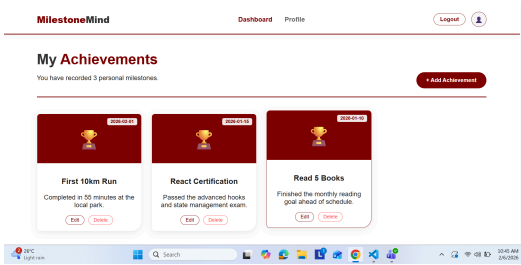 MilestoneMind
Dashboard Profile
Logout
My Achievements
You have recorded 3 personal milestones.
+ Add Achievement
2026-02-01
First 10km Run
Completed in 55 minutes at the
local park.
Edit Delete
2026-01-15
React Certification
Passed the advanced hooks
and state management exam.
Edit Delete
2026-01-10
Read 5 Books
Finished the monthly reading
goal ahead of schedule.
Edit Delete
26°C
Light rain
Search
10:45 AM
2/6/2026